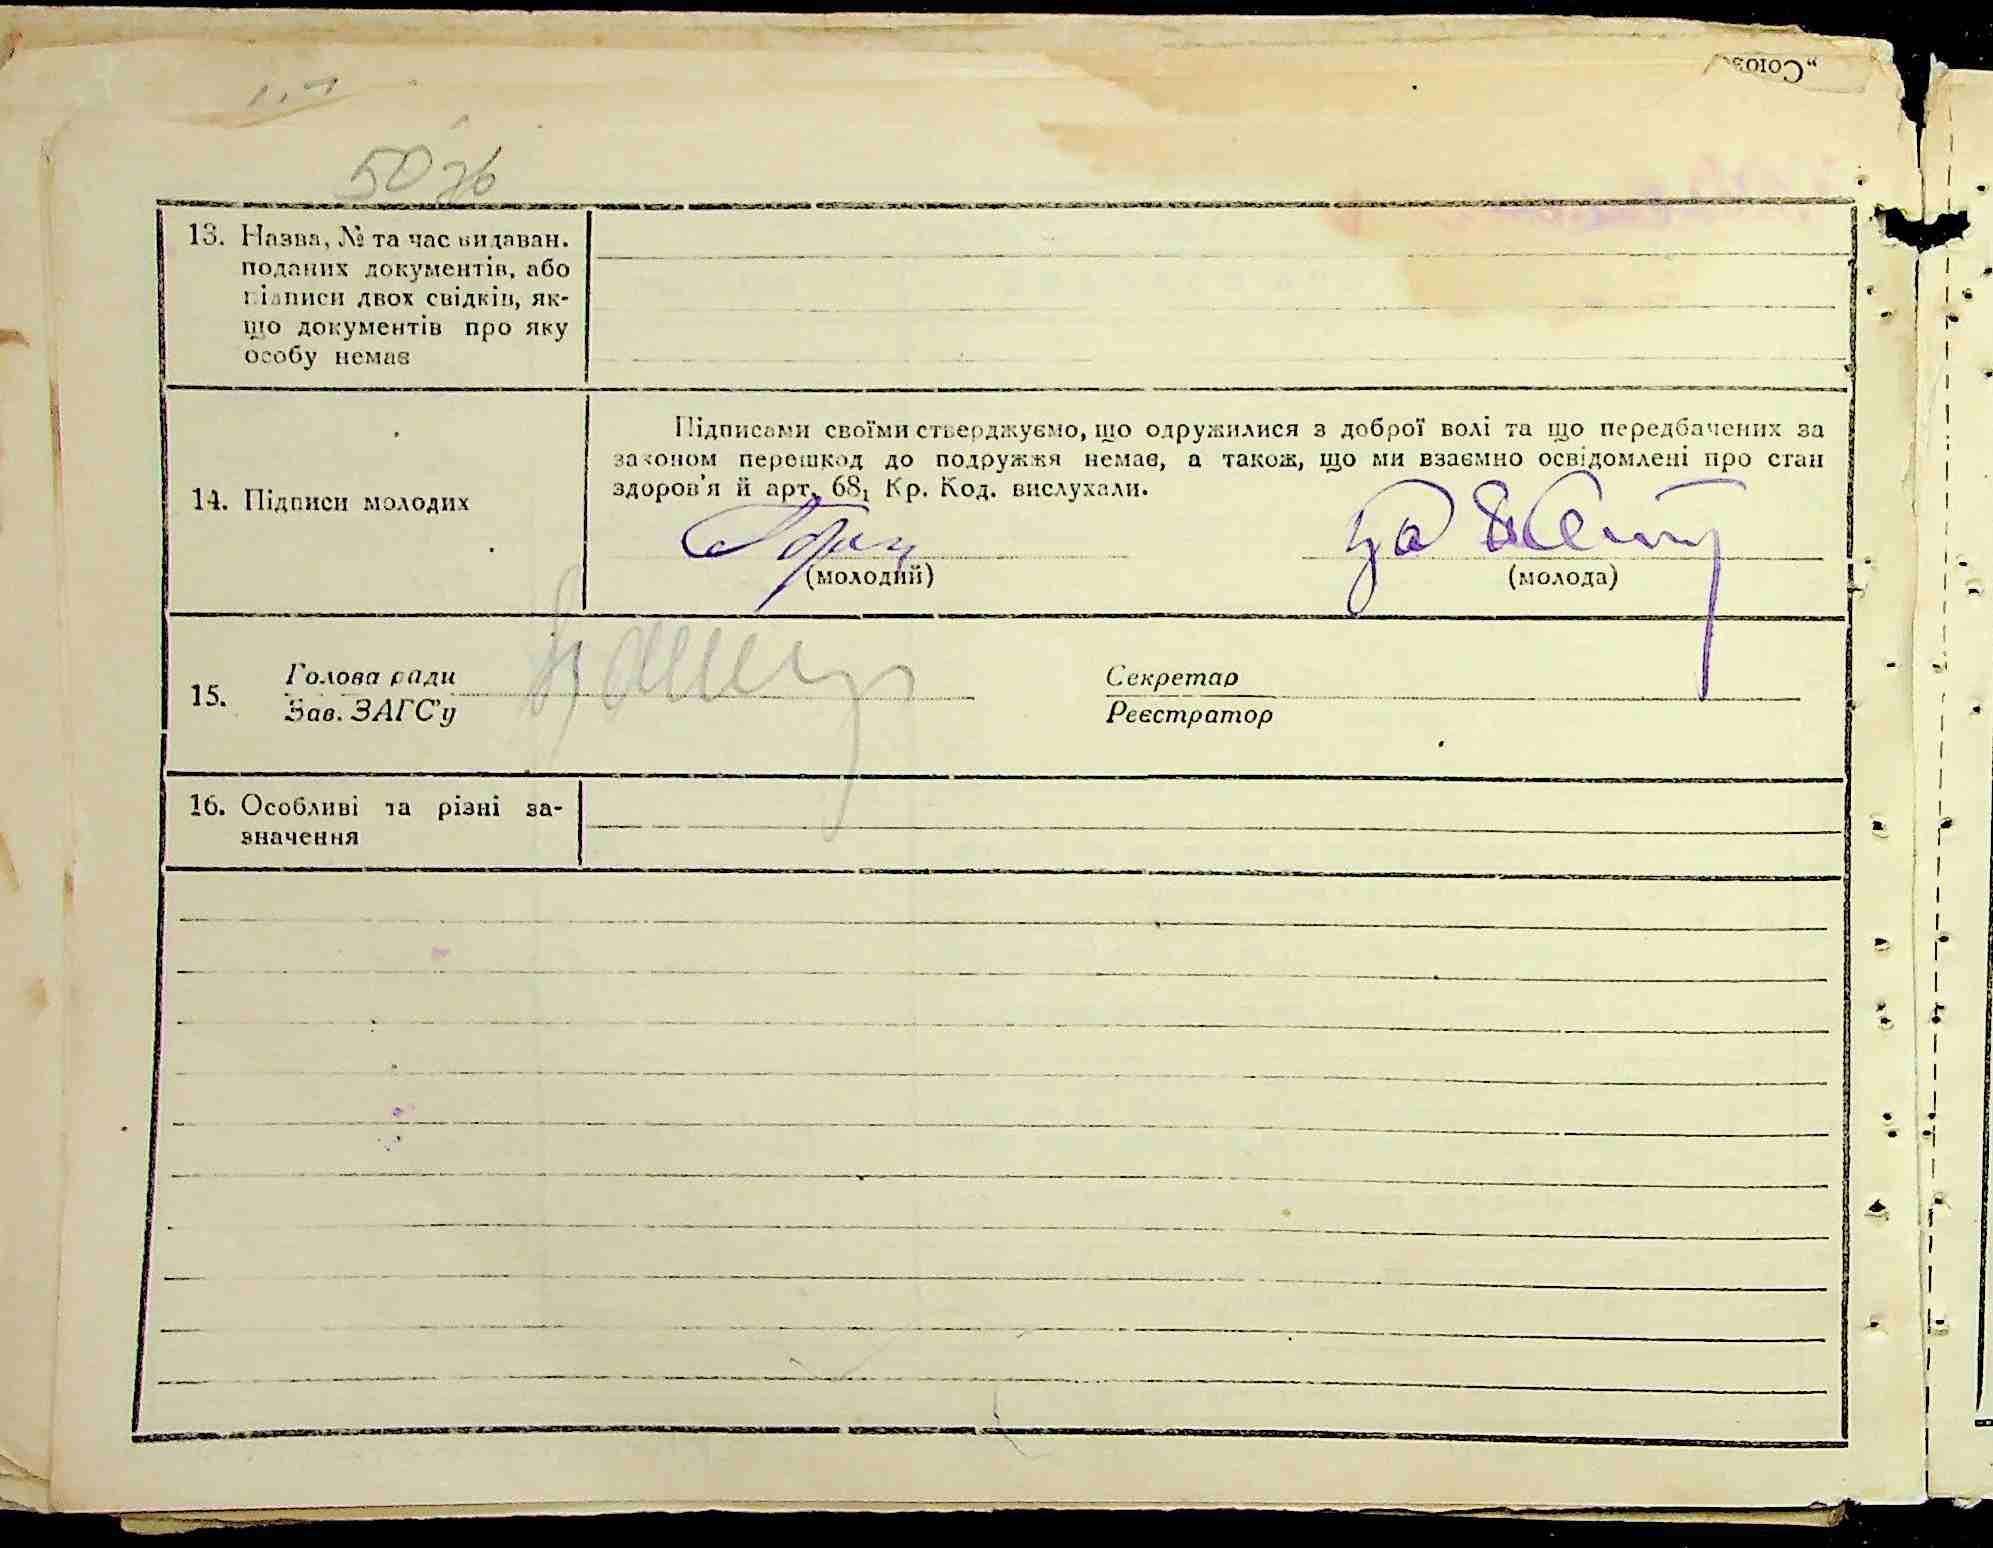 „Союз
50 зв
13. Назва, № та час видаван.
поданих документів, або
підписи двох свідків, як-
що документів про яку
особу немає
Підписами своїми стверджуємо, що одружилися з доброї волі та що передбачених за
законом перешкод до подружжя немає, а також, що ми взаємно освідомлені про стан
здоров'я й арт. 68₁ Кр. Код. вислухали.
14. Підписи молодих
(молодий)
(молода)
15.
Голова ради
Зав. ЗАГС'у
Секретар
Реєстратор
16. Особливі та різні за-
значення